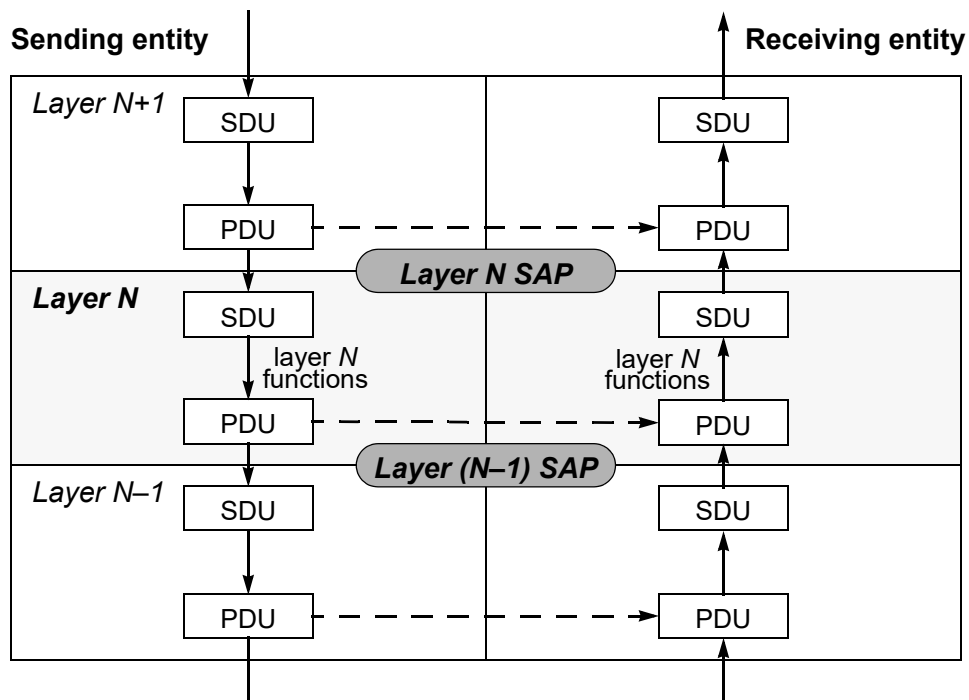 Sending entity
Receiving entity
Layer N+1
SDU
SDU
PDU
PDU
Layer N SAP
Layer N
SDU
SDU
layer N
functions
layer N
functions
PDU
PDU
Layer (N–1) SAP
Layer N–1
SDU
SDU
PDU
PDU